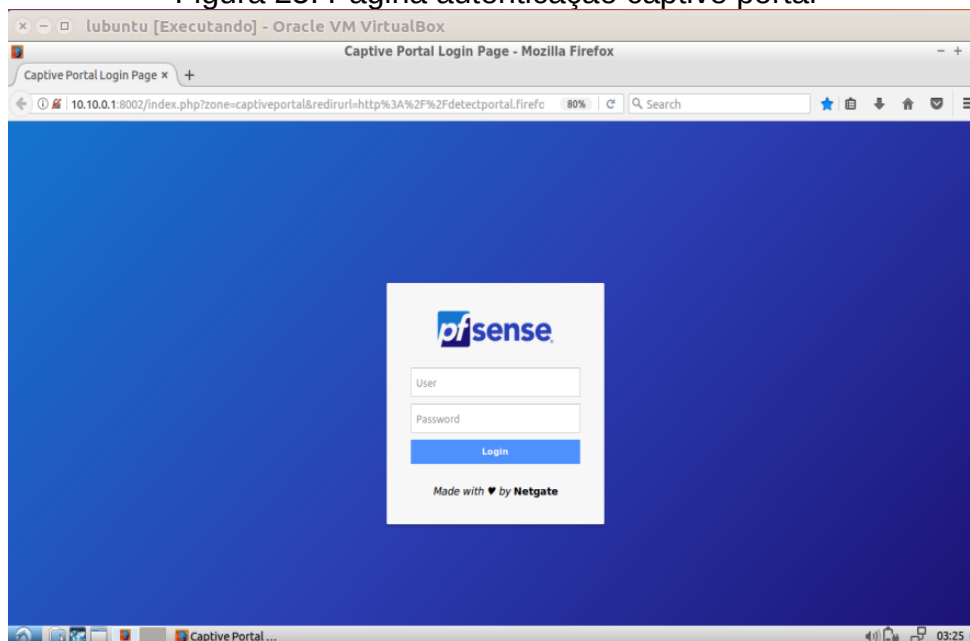 Figura 25: Página autenticação captive portal
lubuntu [Executando] - Oracle VM VirtualBox
Captive Portal Login Page - Mozilla Firefox
Captive Portal Login Page × +
10.10.0.1:8002/index.php?zone=captiveportal&redirurl=http%3A%2F%2Fdetectportal.firefo 80% Search
pfsense
User
Password
Login
Made with ♥ by Netgate
Captive Portal ... 03:25